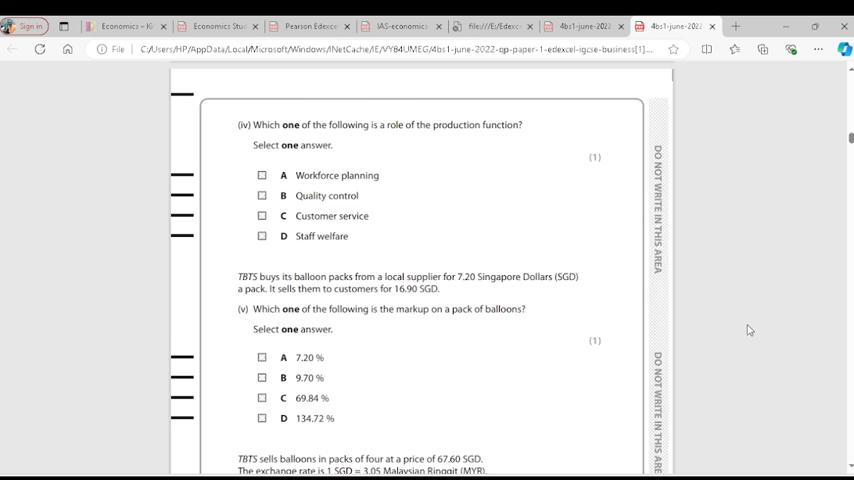 Sign in
Economics – Ki
Economics Stud
Pearson Edexcel
IAS-economics
file:///E:/Edexce
4bs1-june-2022
4bs1-june-2022-
File
C:/Users/HP/AppData/Local/Microsoft/Windows/INetCache/IE/VY84UMEG/4bs1-june-2022-qp-paper-1-edexcel-igcse-business[1]....
(iv) Which one of the following is a role of the production function?
Select one answer.
(1)
A Workforce planning
B Quality control
C Customer service
D Staff welfare
TBTS buys its balloon packs from a local supplier for 7.20 Singapore Dollars (SGD)
a pack. It sells them to customers for 16.90 SGD.
(v) Which one of the following is the markup on a pack of balloons?
Select one answer.
(1)
A 7.20 %
B 9.70 %
C 69.84 %
D 134.72 %
TBTS sells balloons in packs of four at a price of 67.60 SGD.
The exchange rate is 1 SGD = 3.05 Malaysian Ringgit (MYR).
DO NOT WRITE IN THIS AREA
DO NOT WRITE IN THIS ARE